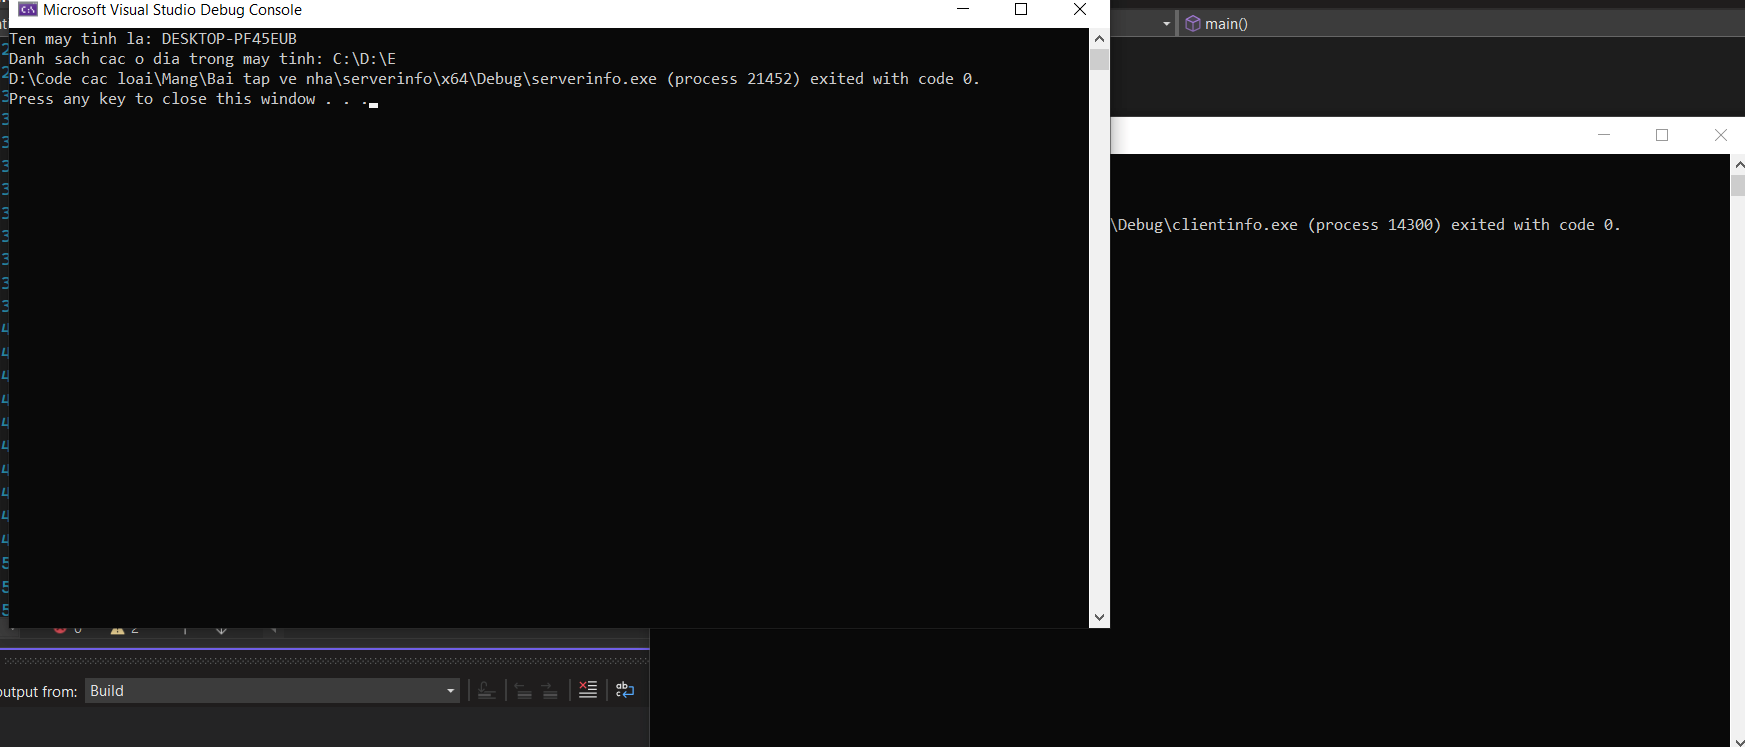 Microsoft Visual Studio Debug Console
main()
Ten may tinh la: DESKTOP-PF45EUB
Danh sach cac o dia trong may tinh: C:\D:\E
D:\Code cac loai\Mang\Bai tap ve nha\serverinfo\x64\Debug\serverinfo.exe (process 21452) exited with code 0.
Press any key to close this window . . .
\Debug\clientinfo.exe (process 14300) exited with code 0.
output from:
Build